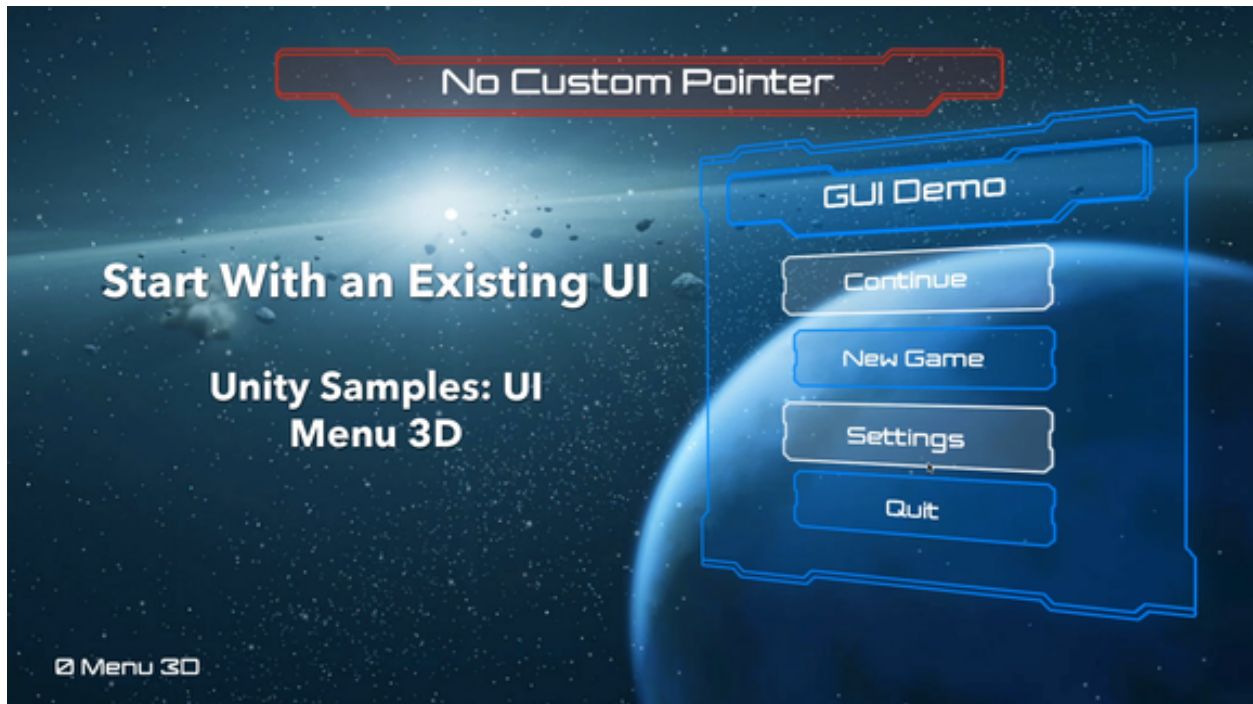 No Custom Pointer
GUI Demo
Start With an Existing UI
Unity Samples: UI
Menu 3D
Continue
New Game
Settings
Quit
0 Menu 3D